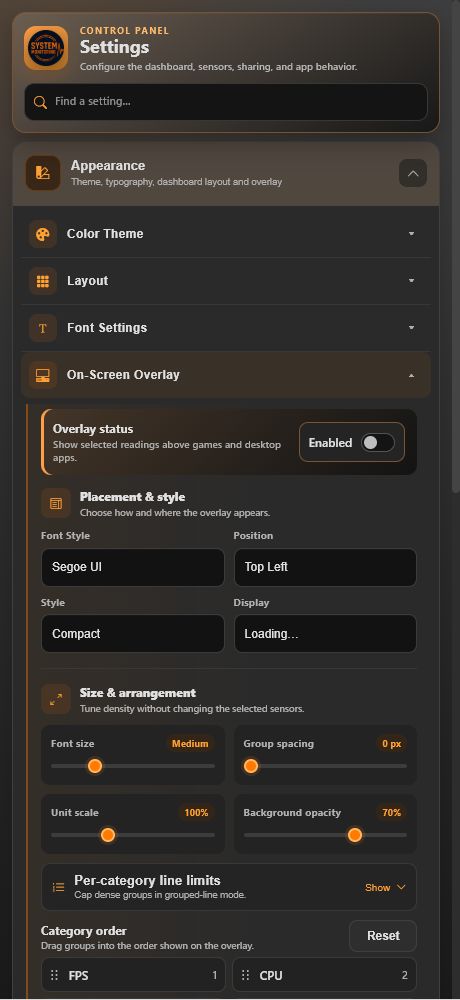 SYSTEM
MONITORING
CONTROL PANEL
Settings
Configure the dashboard, sensors, sharing, and app behavior.
Find a setting...
Appearance
Theme, typography, dashboard layout and overlay
Color Theme
Layout
T Font Settings
On-Screen Overlay
Overlay status
Show selected readings above games and desktop
apps.
Enabled
Placement & style
Choose how and where the overlay appears.
Font Style Position
Segoe UI Top Left
Style Display
Compact Loading...
Size & arrangement
Tune density without changing the selected sensors.
Font size Medium Group spacing 0 px
Unit scale 100% Background opacity 70%
Per-category line limits
Cap dense groups in grouped-line mode.
Show
Category order
Drag groups into the order shown on the overlay.
Reset
FPS 1 CPU 2